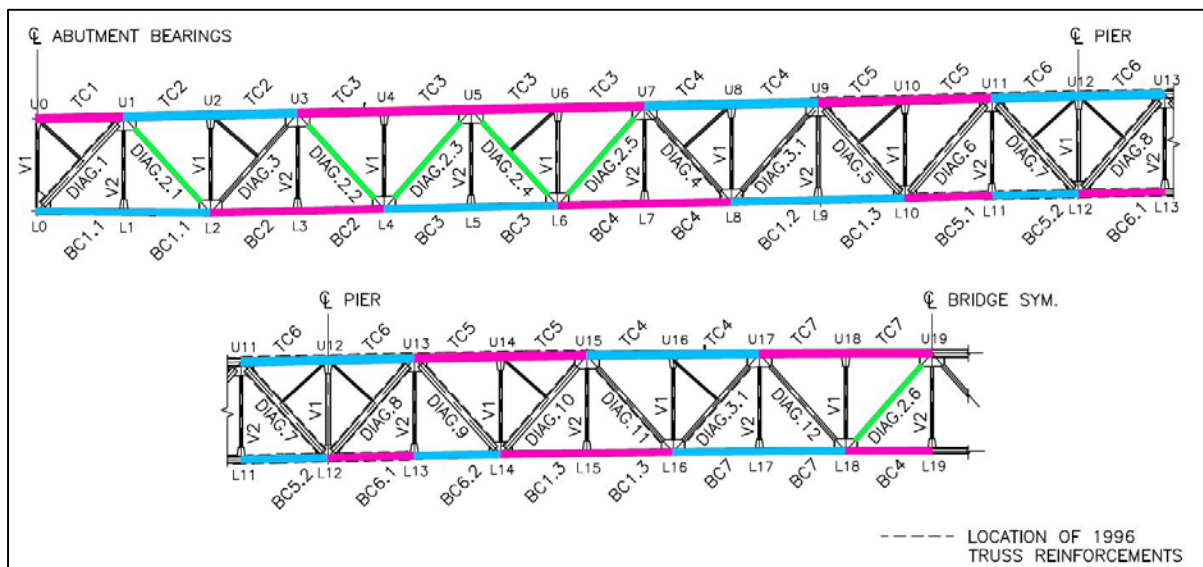 ℄ ABUTMENT BEARINGS
℄ PIER
TC1 TC2 TC2 TC3 TC3 TC3 TC3 TC4 TC4 TC5 TC5 TC6 TC6
U0 U1 U2 U3 U4 U5 U6 U7 U8 U9 U10 U11 U12 U13
V1 DIAG.1 V2 DIAG.2.1 V1 DIAG.3 V2 DIAG.2.2 V1 DIAG.2.3 V2 DIAG.2.4 V1 DIAG.2.5 V2 DIAG.4 V1 DIAG.3.1 V2 DIAG.5 V1 DIAG.6 V2 DIAG.7 V1 DIAG.8 V2
L0 L1 L2 L3 L4 L5 L6 L7 L8 L9 L10 L11 L12 L13
BC1.1 BC1.1 BC2 BC2 BC3 BC3 BC4 BC4 BC1.2 BC1.3 BC5.1 BC5.2 BC6.1
℄ PIER
℄ BRIDGE SYM.
TC6 TC6 TC5 TC5 TC4 TC4 TC7 TC7
U11 U12 U13 U14 U15 U16 U17 U18 U19
V2 DIAG.7 V1 DIAG.8 V2 DIAG.9 V1 DIAG.10 V2 DIAG.11 V1 DIAG.3.1 V2 DIAG.12 V1 DIAG.2.6 V2
L11 L12 L13 L14 L15 L16 L17 L18 L19
BC5.2 BC6.1 BC6.2 BC1.3 BC1.3 BC7 BC7 BC4
LOCATION OF 1996
TRUSS REINFORCEMENTS